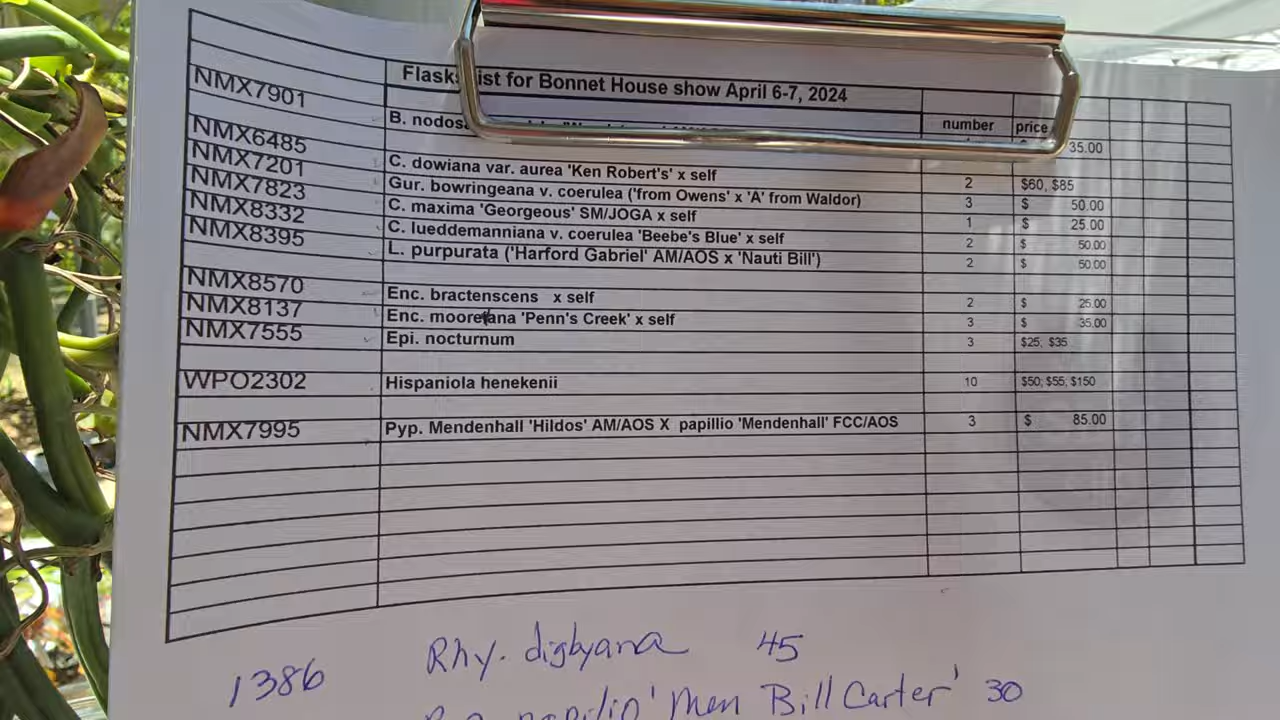 Flask ist for Bonnet House show April 6-7, 2024
number price
NMX7901 B. nodosa 35.00
NMX6485 C. dowiana var. aurea 'Ken Robert's' x self 2 $60, $85
NMX7201 Gur. bowringeana v. coerulea ('from Owens' x 'A' from Waldor) 3 $ 50.00
NMX7823 C. maxima 'Georgeous' SM/JOGA x self 1 $ 25.00
NMX8332 C. lueddemanniana v. coerulea 'Beebe's Blue' x self 2 $ 50.00
NMX8395 L. purpurata ('Harford Gabriel' AM/AOS x 'Nauti Bill') 2 $ 50.00
NMX8570 Enc. bractenscens x self 2 $ 25.00
NMX8137 Enc. mooreana 'Penn's Creek' x self 3 $ 35.00
NMX7555 Epi. nocturnum 3 $25, $35
WPO2302 Hispaniola henekenii 10 $50, $55, $150
NMX7995 Pyp. Mendenhall 'Hildos' AM/AOS X papillio 'Mendenhall' FCC/AOS 3 $ 85.00
1386 Rhy. digbyana 45
papilio 'Men Bill Carter' 30